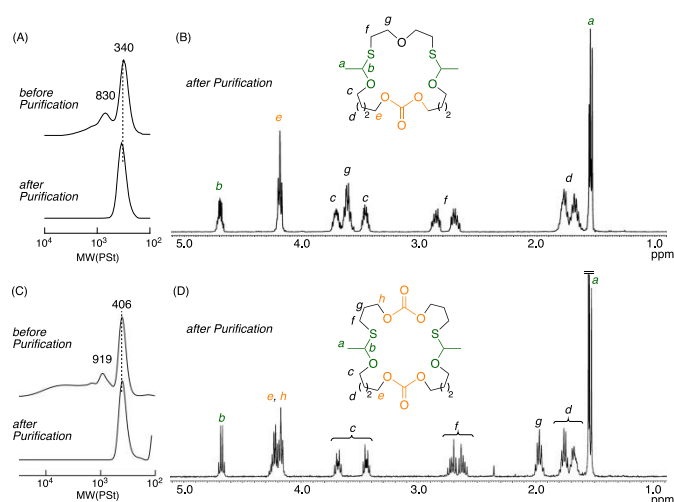 (A)
340
before
Purification
830
after
Purification
10⁴ 10³ 10²
MW(PSt)
(B)
after Purification
f g
O
S S
a b
O O
c
( )₂ O O ( )₂
d e O
a
e
g
b c c f d
5.0 4.0 3.0 2.0 1.0
ppm
(C)
406
before
Purification
919
after
Purification
10⁴ 10³ 10²
MW(PSt)
(D)
after Purification
O
g h
f O O
S S
a b
O O
c
( )₂ O O ( )₂
d e O
a
e, h
b c f g d
5.0 4.0 3.0 2.0 1.0
ppm